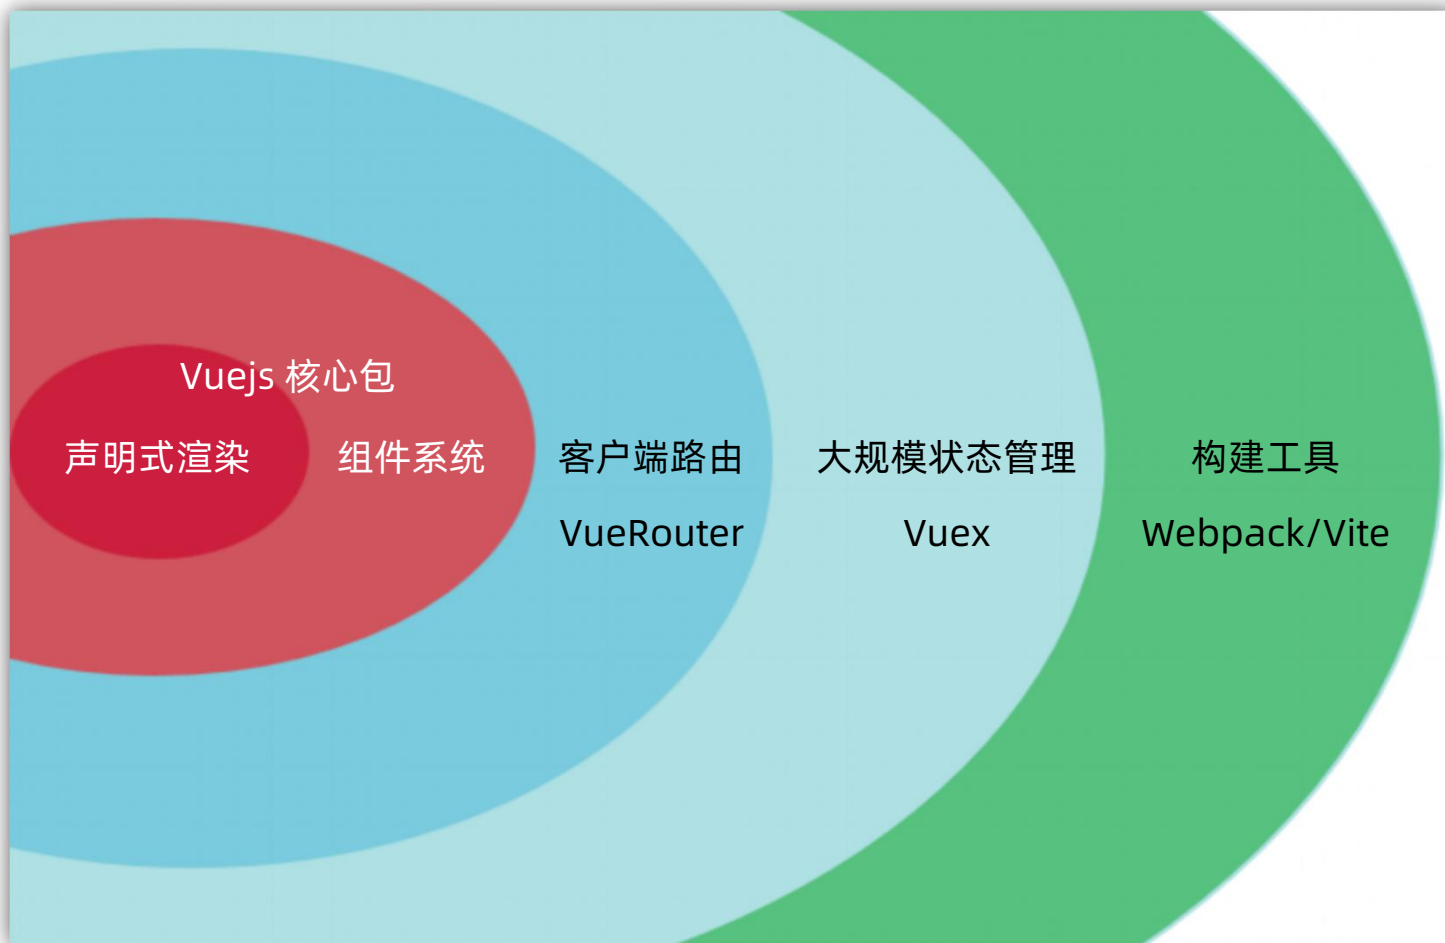 Vuejs 核心包
声明式渲染
组件系统
客户端路由
VueRouter
大规模状态管理
Vuex
构建工具
Webpack/Vite